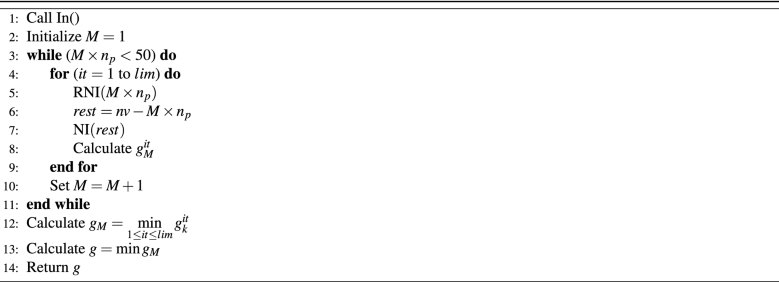 1: Call In()
2: Initialize M = 1
3: while (M × n_p < 50) do
4: for (it = 1 to lim) do
5: RNI(M × n_p)
6: rest = nv − M × n_p
7: NI(rest)
8: Calculate g_M^{it}
9: end for
10: Set M = M + 1
11: end while
12: Calculate g_M = min_{1≤it≤lim} g_k^{it}
13: Calculate g = min g_M
14: Return g